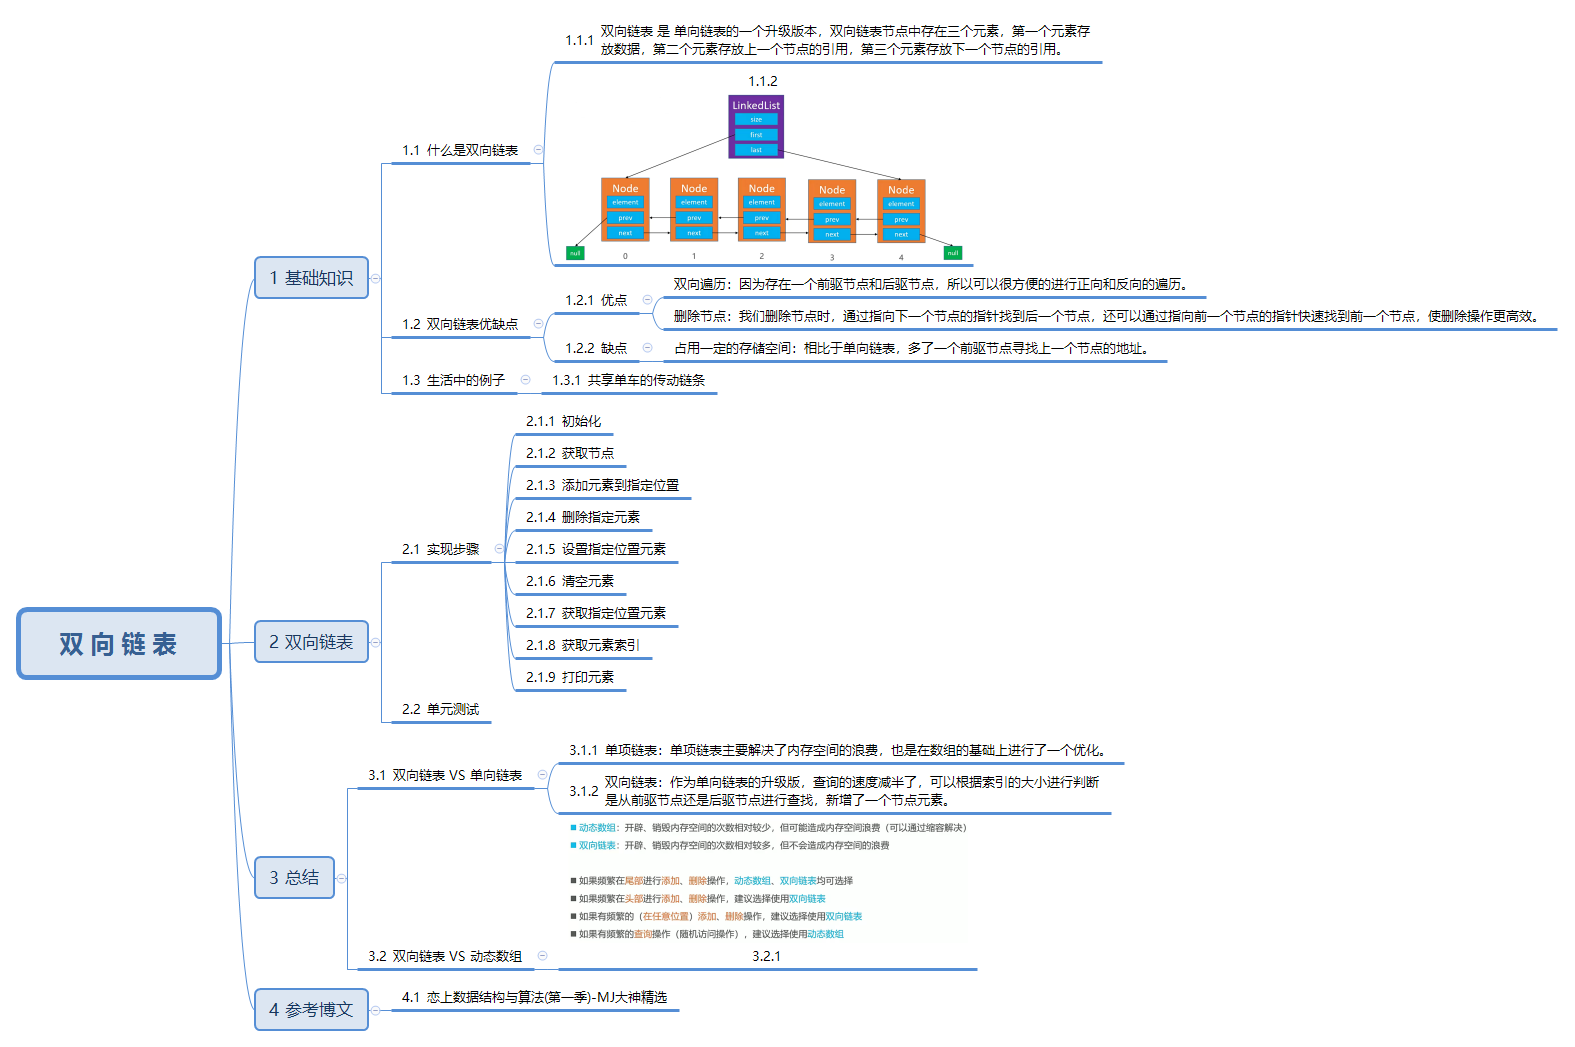 双向链表
1 基础知识
1.1 什么是双向链表
1.1.1 双向链表 是 单向链表的一个升级版本，双向链表节点中存在三个元素，第一个元素存
放数据，第二个元素存放上一个节点的引用，第三个元素存放下一个节点的引用。
1.1.2
LinkedList
size
first
last
Node Node Node Node Node
element element element element element
prev prev prev prev prev
next next next next next
null 0 1 2 3 4 null
1.2 双向链表优缺点
1.2.1 优点
双向遍历：因为存在一个前驱节点和后驱节点，所以可以很方便的进行正向和反向的遍历。
删除节点：我们删除节点时，通过指向下一个节点的指针找到后一个节点，还可以通过指向前一个节点的指针快速找到前一个节点，使删除操作更高效。
1.2.2 缺点
占用一定的存储空间：相比于单向链表，多了一个前驱节点寻找上一个节点的地址。
1.3 生活中的例子
1.3.1 共享单车的传动链条
2 双向链表
2.1 实现步骤
2.1.1 初始化
2.1.2 获取节点
2.1.3 添加元素到指定位置
2.1.4 删除指定元素
2.1.5 设置指定位置元素
2.1.6 清空元素
2.1.7 获取指定位置元素
2.1.8 获取元素索引
2.1.9 打印元素
2.2 单元测试
3 总结
3.1 双向链表 VS 单向链表
3.1.1 单项链表：单项链表主要解决了内存空间的浪费，也是在数组的基础上进行了一个优化。
3.1.2 双向链表：作为单向链表的升级版，查询的速度减半了，可以根据索引的大小进行判断
是从前驱节点还是后驱节点进行查找，新增了一个节点元素。
3.2 双向链表 VS 动态数组
动态数组：开辟、销毁内存空间的次数相对较少，但可能造成内存空间浪费（可以通过缩容解决）
双向链表：开辟、销毁内存空间的次数相对较多，但不会造成内存空间的浪费
如果频繁在尾部进行添加、删除操作，动态数组、双向链表均可选择
如果频繁在头部进行添加、删除操作，建议选择使用双向链表
如果有频繁的（在任意位置）添加、删除操作，建议选择使用双向链表
如果有频繁的查询操作（随机访问操作），建议选择使用动态数组
3.2.1
4 参考博文
4.1 恋上数据结构与算法(第一季)-MJ大神精选